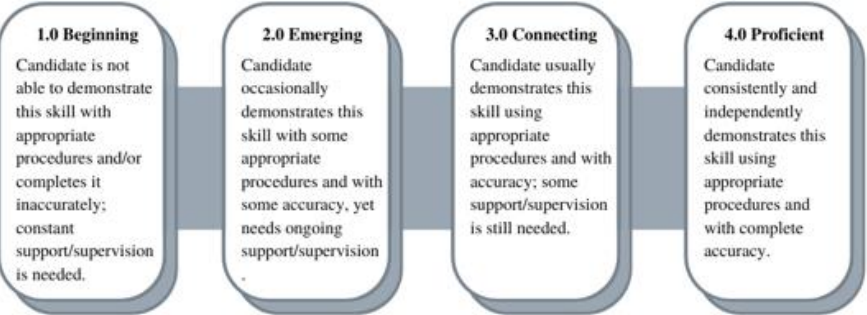 1.0 Beginning
Candidate is not
able to demonstrate
this skill with
appropriate
procedures and/or
completes it
inaccurately;
constant
support/supervision
is needed.
2.0 Emerging
Candidate
occasionally
demonstrates this
skill with some
appropriate
procedures and with
some accuracy, yet
needs ongoing
support/supervision
.
3.0 Connecting
Candidate usually
demonstrates this
skill using
appropriate
procedures and with
accuracy; some
support/supervision
is still needed.
4.0 Proficient
Candidate
consistently and
independently
demonstrates this
skill using
appropriate
procedures and
with complete
accuracy.